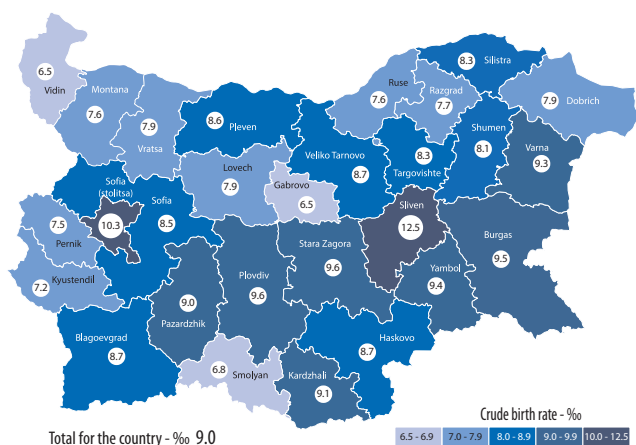 8.3
Silistra
6.5
Vidin
Montana
7.6
7.9
Vratsa
8.6
Pleven
Ruse
7.6
Razgrad
7.7
7.9
Dobrich
Shumen
8.1
Varna
9.3
Veliko Tarnovo
8.7
8.3
Targovishte
Lovech
7.9
Gabrovo
6.5
Sofia
(stolitsa)
10.3
Sofia
8.5
7.5
Pernik
Kyustendil
7.2
Sliven
12.5
Stara Zagora
9.6
Burgas
9.5
Yambol
9.4
Plovdiv
9.6
9.0
Pazardzhik
Blagoevgrad
8.7
Haskovo
8.7
6.8
Smolyan
Kardzhali
9.1
Total for the country - ‰ 9.0
Crude birth rate - ‰
6.5 - 6.9 7.0 - 7.9 8.0 - 8.9 9.0 - 9.9 10.0 - 12.5